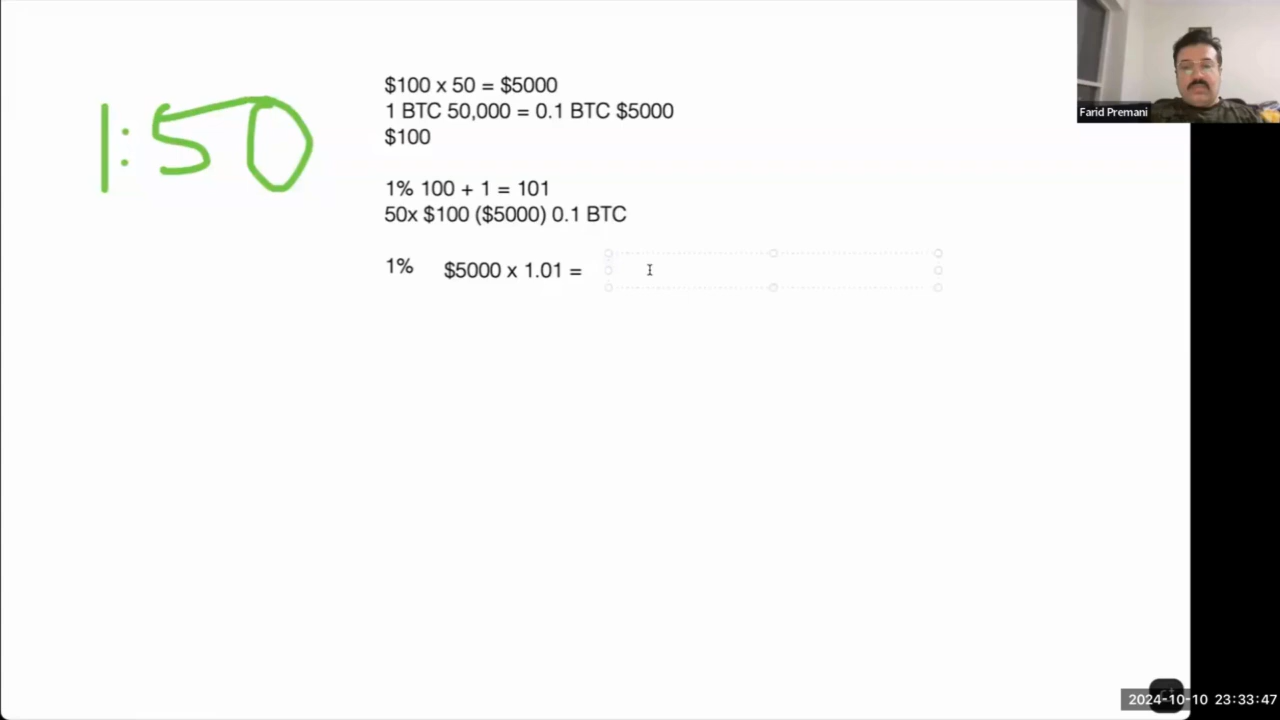 1:50
$100 x 50 = $5000
1 BTC 50,000 = 0.1 BTC $5000
$100
1% 100 + 1 = 101
50x $100 ($5000) 0.1 BTC
1% $5000 x 1.01 =
Farid Premani
2024-10-10 23:33:47